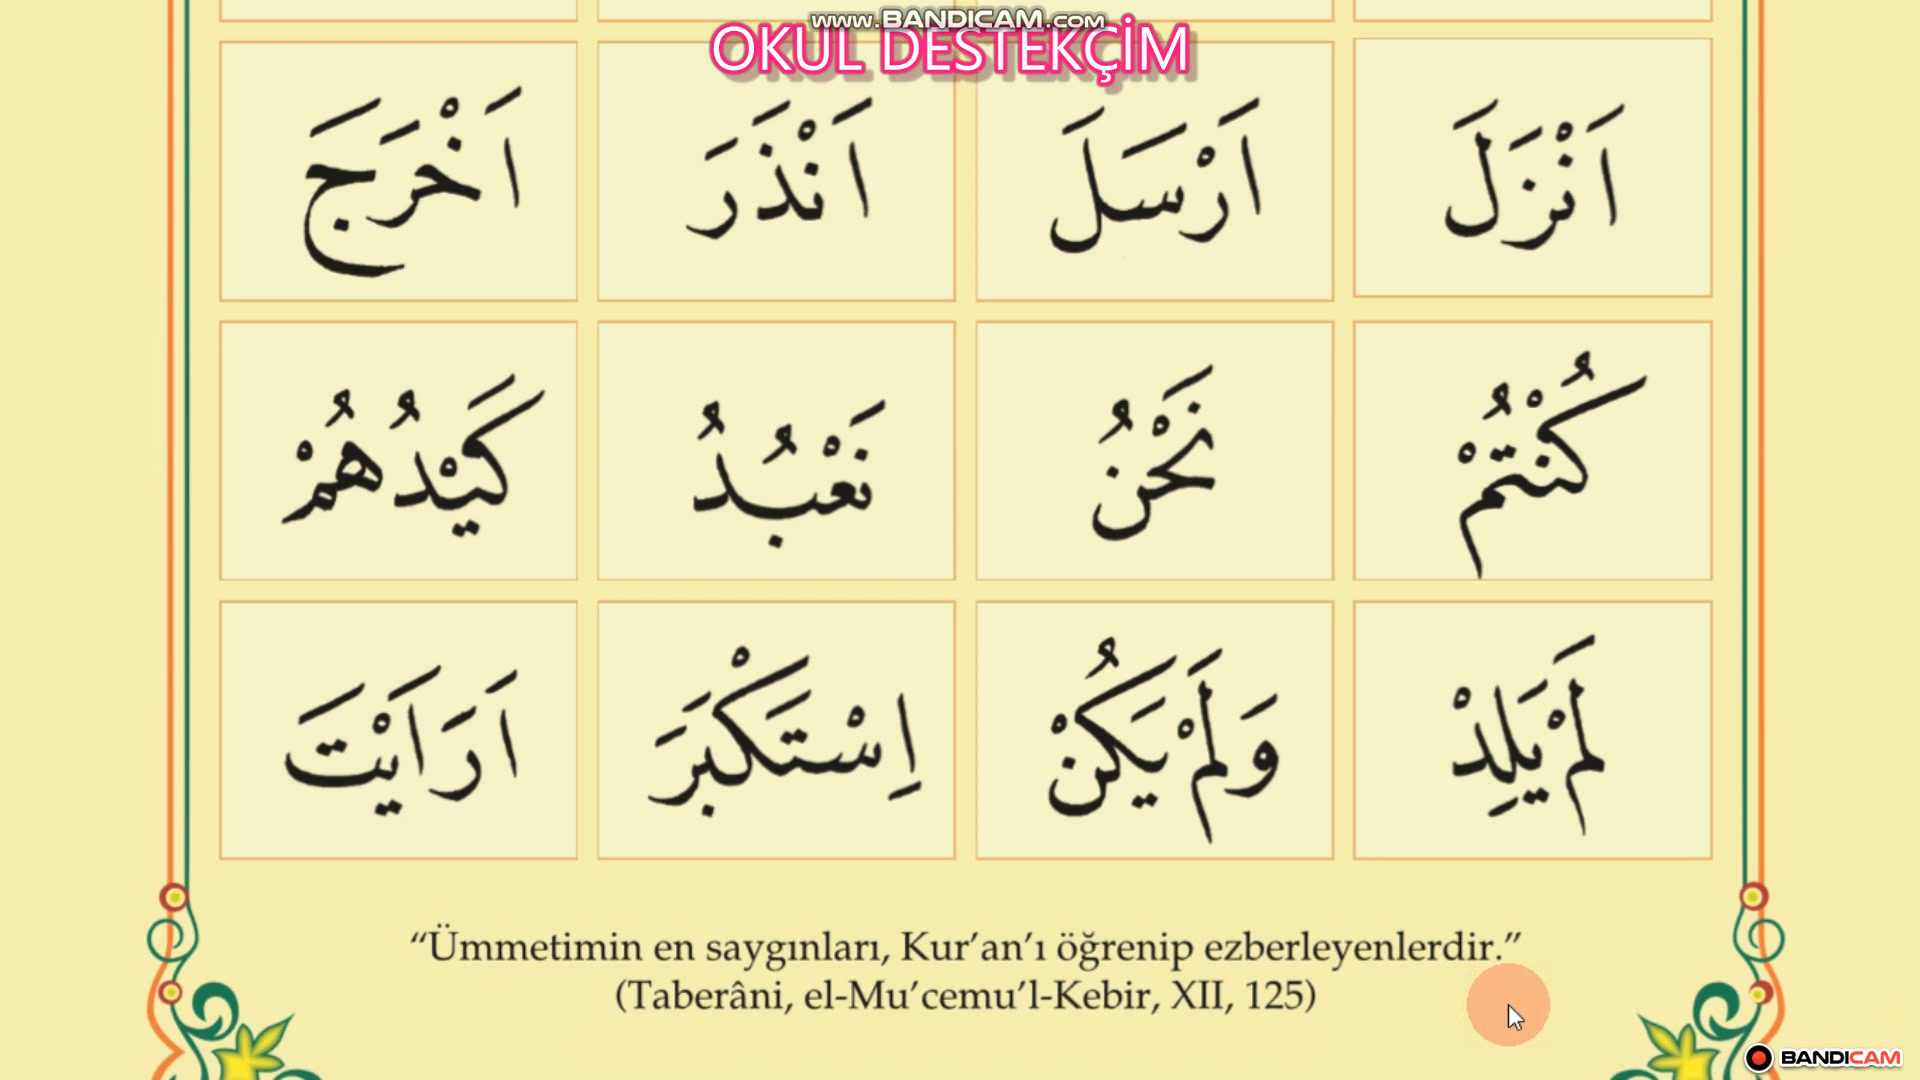 www.BANDICAM.com
OKUL DESTEKÇİM
اَنْزَلَ اَرْسَلَ اَنْذَرَ اَخْرَجَ
كُنْتُمْ نَحْنُ نَعْبُدُ كَيْدُهُمْ
لَمْ يَلِدْ وَلَمْ يَكُنْ اِسْتَكْبَرَ اَرَاَيْتَ
“Ümmetimin en saygınları, Kur’an’ı öğrenip ezberleyenlerdir.”
(Taberâni, el-Mu’cemu’l-Kebir, XII, 125)
BANDICAM